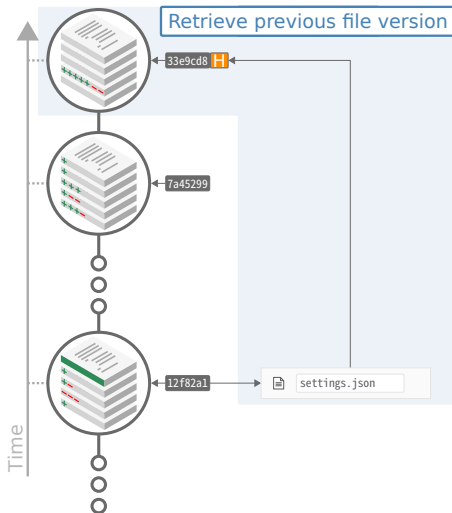 Retrieve previous file version
33e9cd8 H
7a45299
12f82a1
settings.json
Time